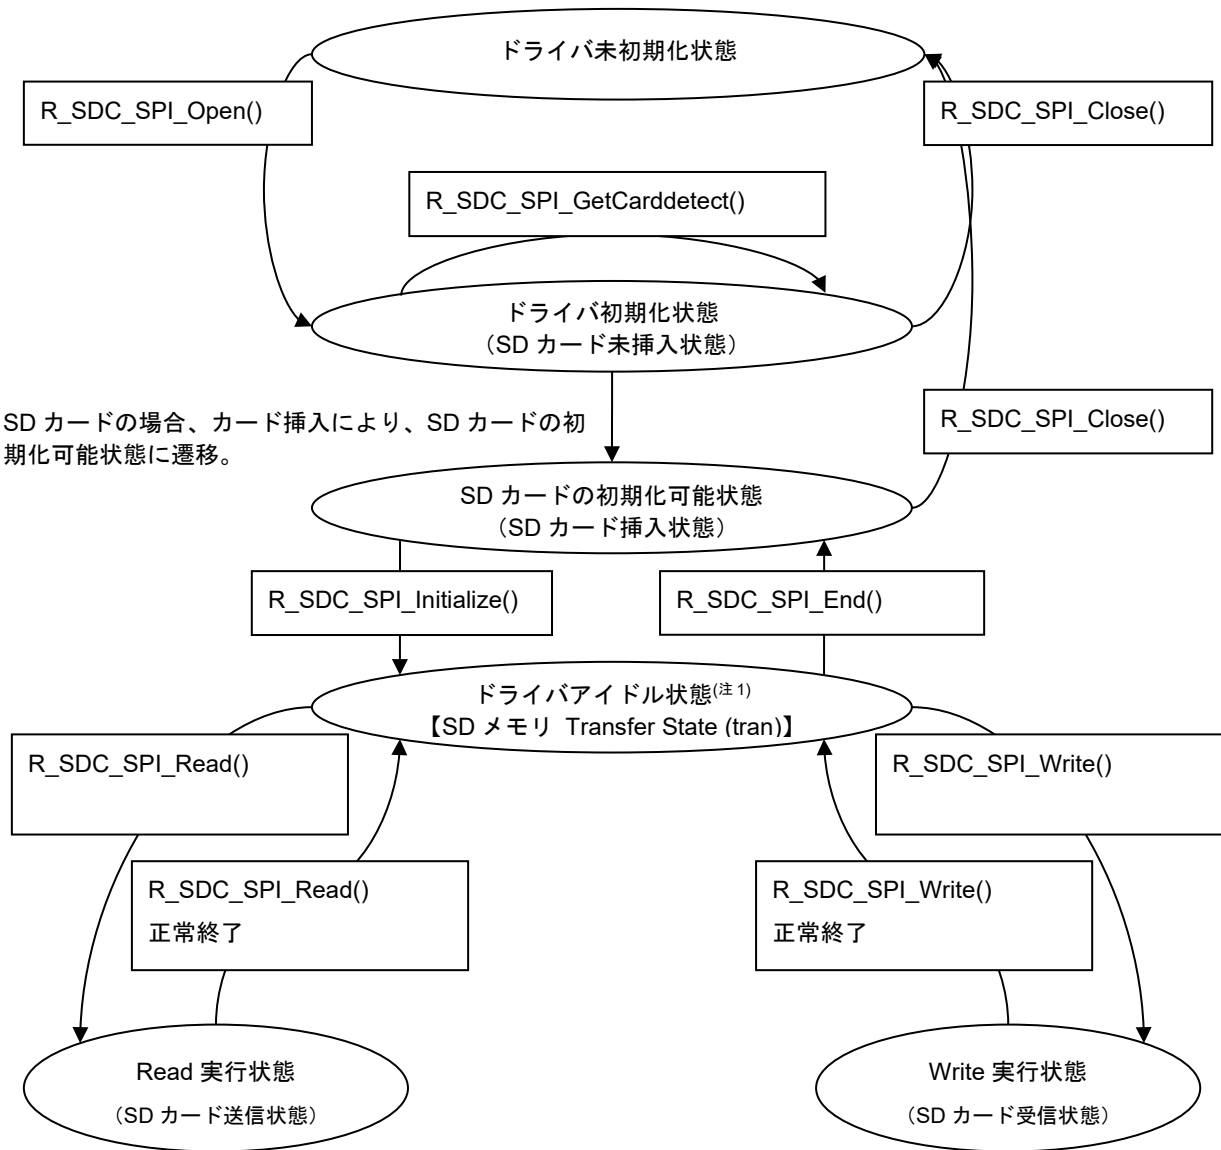 ドライバ未初期化状態
R_SDC_SPI_Open()
R_SDC_SPI_Close()
R_SDC_SPI_GetCarddetect()
ドライバ初期化状態
(SD カード未挿入状態)
SD カードの場合、カード挿入により、SD カードの初
期化可能状態に遷移。
R_SDC_SPI_Close()
SD カードの初期化可能状態
(SD カード挿入状態)
R_SDC_SPI_Initialize()
R_SDC_SPI_End()
ドライバアイドル状態(注 1)
【SD メモリ Transfer State (tran)】
R_SDC_SPI_Read()
R_SDC_SPI_Write()
R_SDC_SPI_Read()
正常終了
R_SDC_SPI_Write()
正常終了
Read 実行状態
(SD カード送信状態)
Write 実行状態
(SD カード受信状態)